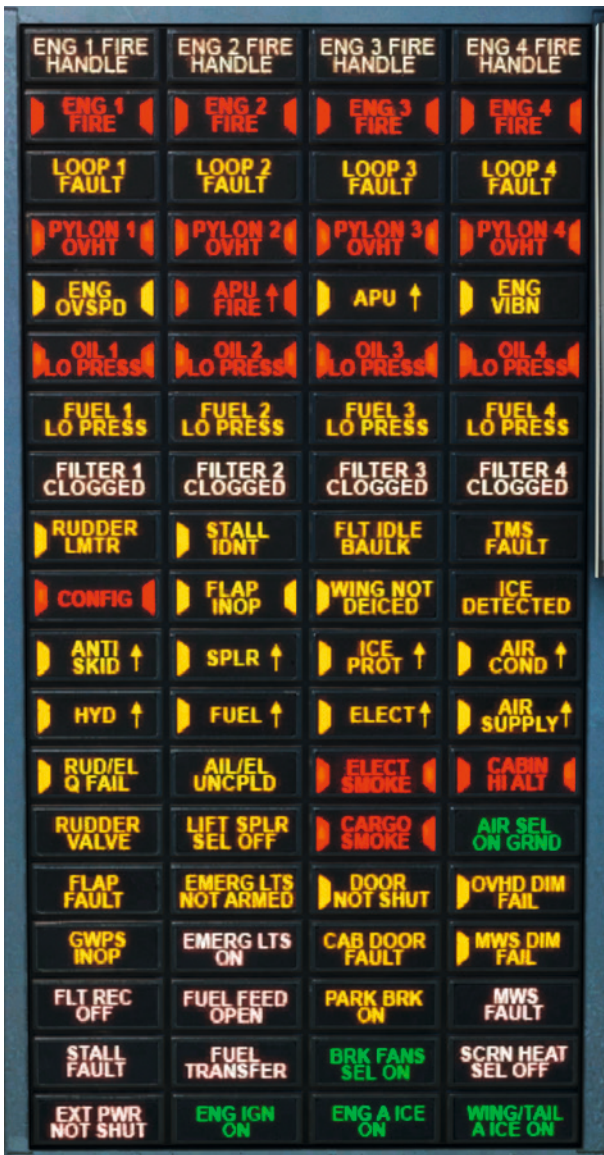 ENG 1 FIRE HANDLE
ENG 2 FIRE HANDLE
ENG 3 FIRE HANDLE
ENG 4 FIRE HANDLE
ENG 1 FIRE
ENG 2 FIRE
ENG 3 FIRE
ENG 4 FIRE
LOOP 1 FAULT
LOOP 2 FAULT
LOOP 3 FAULT
LOOP 4 FAULT
PYLON 1 OVHT
PYLON 2 OVHT
PYLON 3 OVHT
PYLON 4 OVHT
ENG OVSPD
APU FIRE ↑
APU ↑
ENG VIBN
OIL 1 LO PRESS
OIL 2 LO PRESS
OIL 3 LO PRESS
OIL 4 LO PRESS
FUEL 1 LO PRESS
FUEL 2 LO PRESS
FUEL 3 LO PRESS
FUEL 4 LO PRESS
FILTER 1 CLOGGED
FILTER 2 CLOGGED
FILTER 3 CLOGGED
FILTER 4 CLOGGED
RUDDER LMTR
STALL IDNT
FLT IDLE BAULK
TMS FAULT
CONFIG
FLAP INOP
WING NOT DEICED
ICE DETECTED
ANTI SKID ↑
SPLR ↑
ICE PROT ↑
AIR COND ↑
HYD ↑
FUEL ↑
ELECT ↑
AIR SUPPLY ↑
RUD/EL Q FAIL
AIL/EL UNCPLD
ELECT SMOKE
CABIN HI ALT
RUDDER VALVE
LIFT SPLR SEL OFF
CARGO SMOKE
AIR SEL ON GRND
FLAP FAULT
EMERG LTS NOT ARMED
DOOR NOT SHUT
OVHD DIM FAIL
GWPS INOP
EMERG LTS ON
CAB DOOR FAULT
MWS DIM FAIL
FLT REC OFF
FUEL FEED OPEN
PARK BRK ON
MWS FAULT
STALL FAULT
FUEL TRANSFER
BRK FANS SEL ON
SCRN HEAT SEL OFF
EXT PWR NOT SHUT
ENG IGN ON
ENG A ICE ON
WING/TAIL A ICE ON